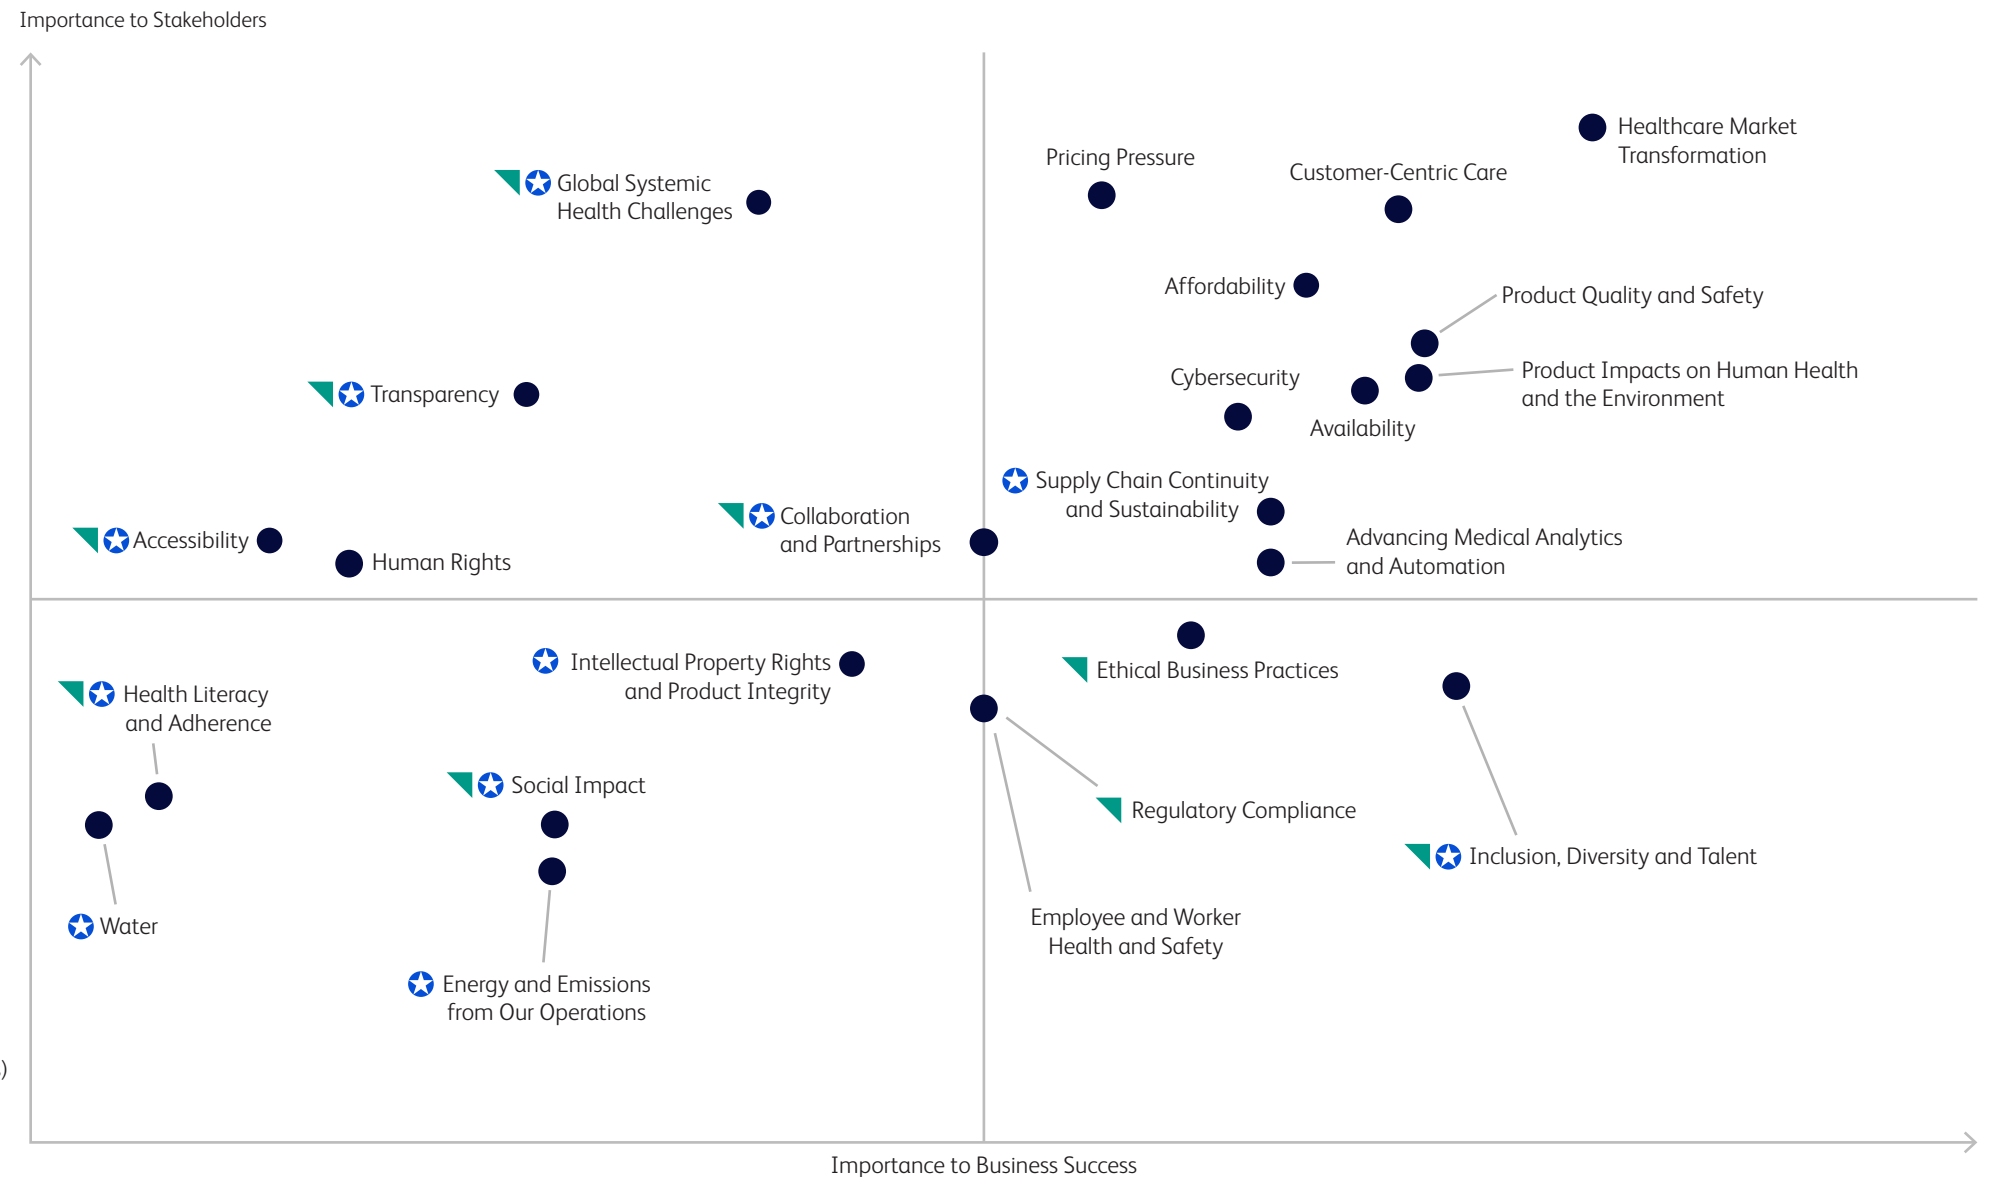 Importance to Stakeholders
Healthcare Market
Transformation
Pricing Pressure
Customer-Centric Care
Global Systemic
Health Challenges
Affordability
Product Quality and Safety
Cybersecurity
Product Impacts on Human Health
and the Environment
Transparency
Availability
Supply Chain Continuity
and Sustainability
Collaboration
and Partnerships
Advancing Medical Analytics
and Automation
Accessibility
Human Rights
Intellectual Property Rights
and Product Integrity
Ethical Business Practices
Health Literacy
and Adherence
Social Impact
Regulatory Compliance
Inclusion, Diversity and Talent
Employee and Worker
Health and Safety
Water
Energy and Emissions
from Our Operations
)
Importance to Business Success